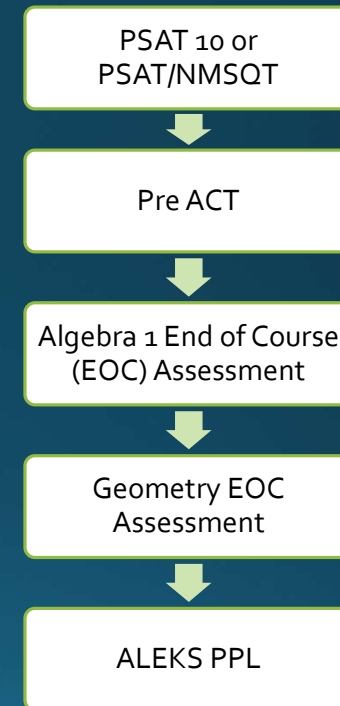 PSAT 10 or
PSAT/NMSQT
Pre ACT
Algebra 1 End of Course
(EOC) Assessment
Geometry EOC
Assessment
ALEKS PPL